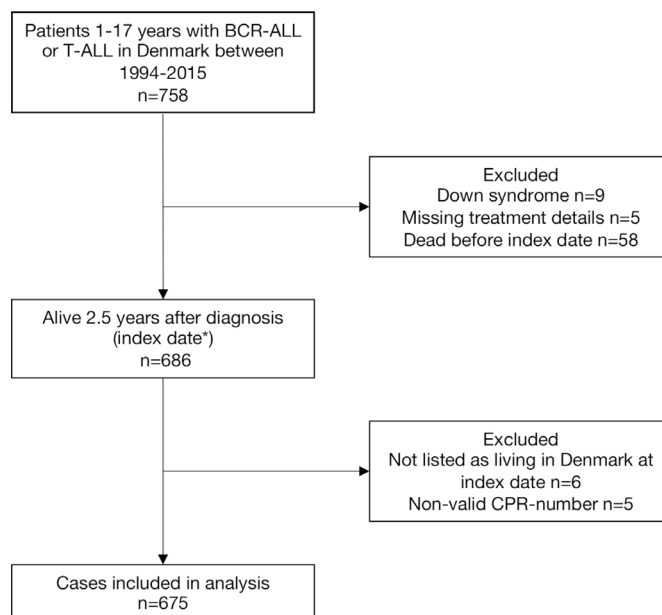 Patients 1-17 years with BCR-ALL
or T-ALL in Denmark between
1994-2015
n=758
Excluded
Down syndrome n=9
Missing treatment details n=5
Dead before index date n=58
Alive 2.5 years after diagnosis
(index date*)
n=686
Excluded
Not listed as living in Denmark at
index date n=6
Non-valid CPR-number n=5
Cases included in analysis
n=675